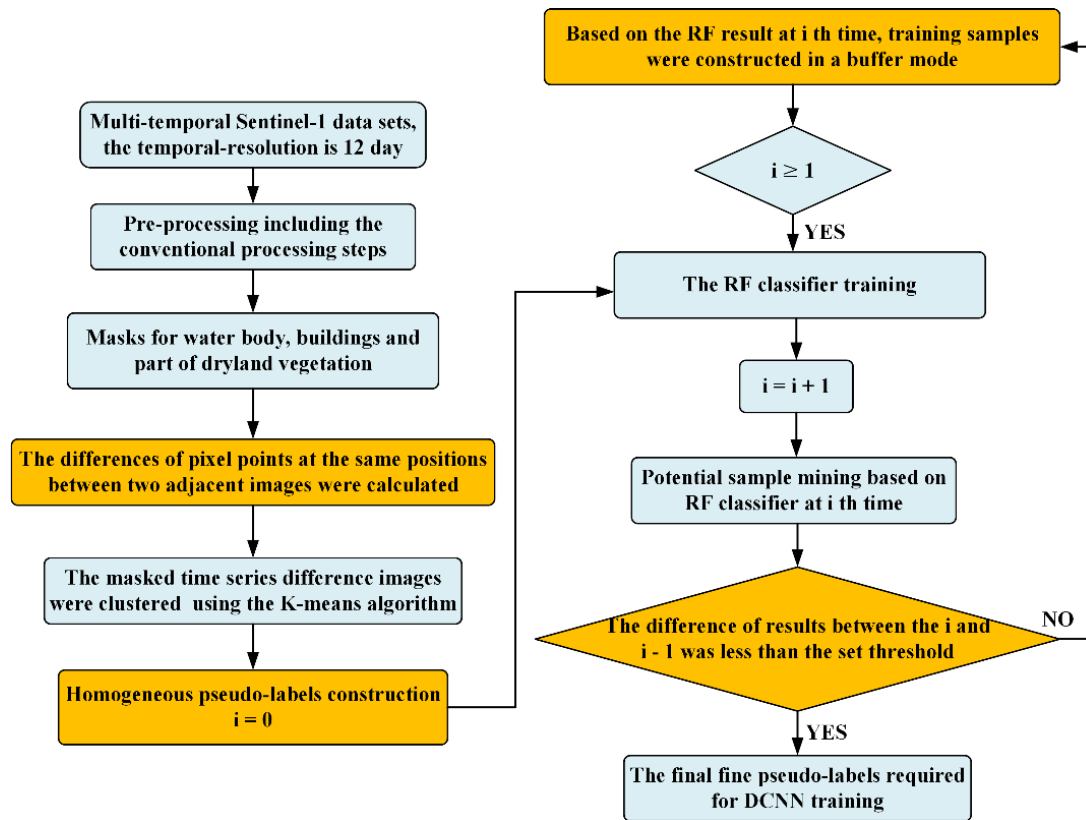 Multi-temporal Sentinel-1 data sets,
the temporal-resolution is 12 day
Pre-processing including the
conventional processing steps
Masks for water body, buildings and
part of dryland vegetation
The differences of pixel points at the same positions
between two adjacent images were calculated
The masked time series difference images
were clustered using the K-means algorithm
Homogeneous pseudo-labels construction
i = 0
Based on the RF result at i th time, training samples
were constructed in a buffer mode
i ≥ 1
YES
The RF classifier training
i = i + 1
Potential sample mining based on
RF classifier at i th time
The difference of results between the i and
i - 1 was less than the set threshold
NO
YES
The final fine pseudo-labels required
for DCNN training